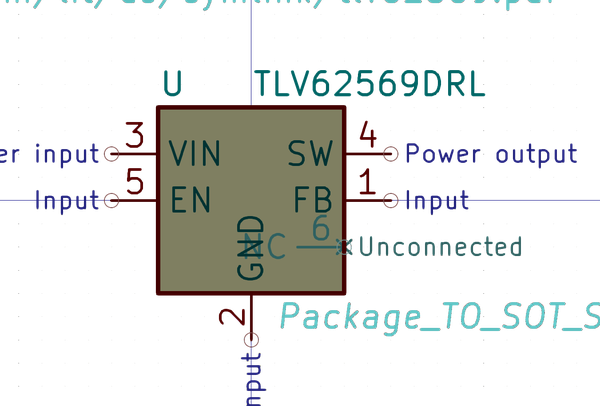 U TLV62569DRL
er input 3 VIN SW 4 Power output
Input 5 EN FB 1 Input
NC 6 Unconnected
GND
2
Package_TO_SOT_S
nput